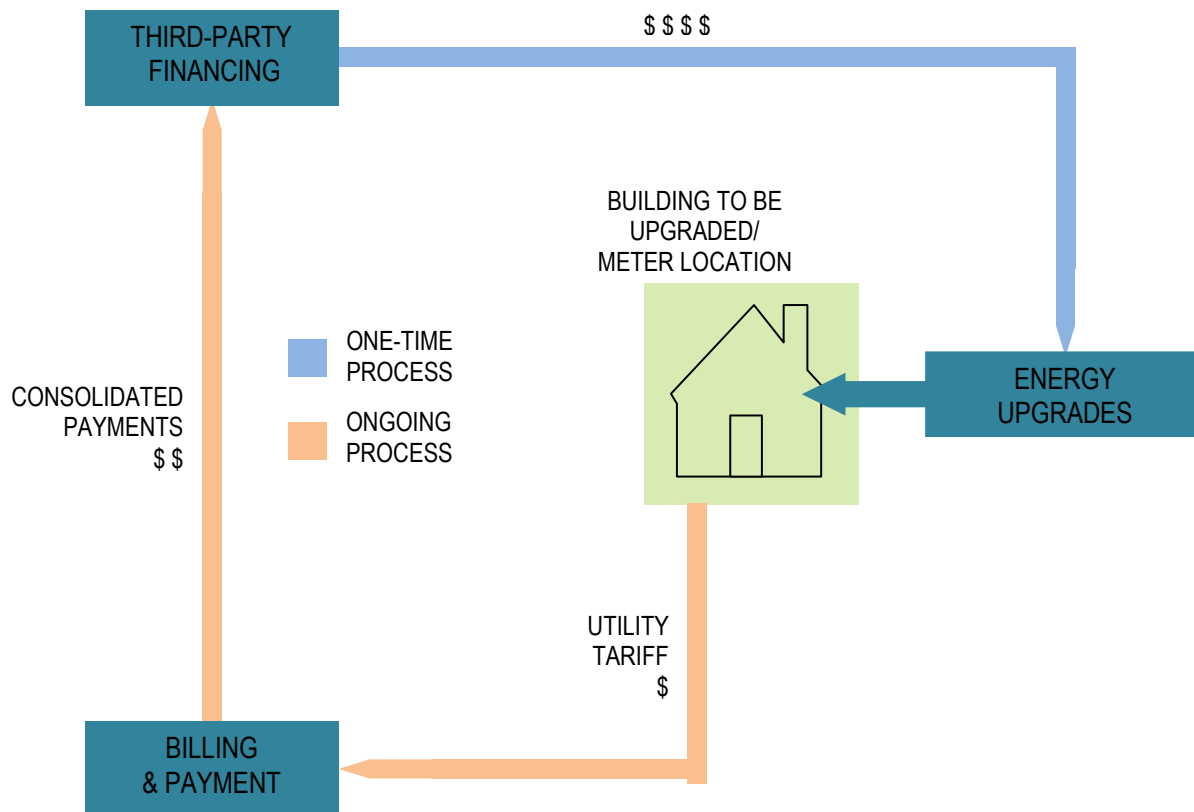 THIRD-PARTY
FINANCING
$ $ $ $
BUILDING TO BE
UPGRADED/
METER LOCATION
ONE-TIME
PROCESS
ONGOING
PROCESS
CONSOLIDATED
PAYMENTS
$ $
ENERGY
UPGRADES
UTILITY
TARIFF
$
BILLING
& PAYMENT